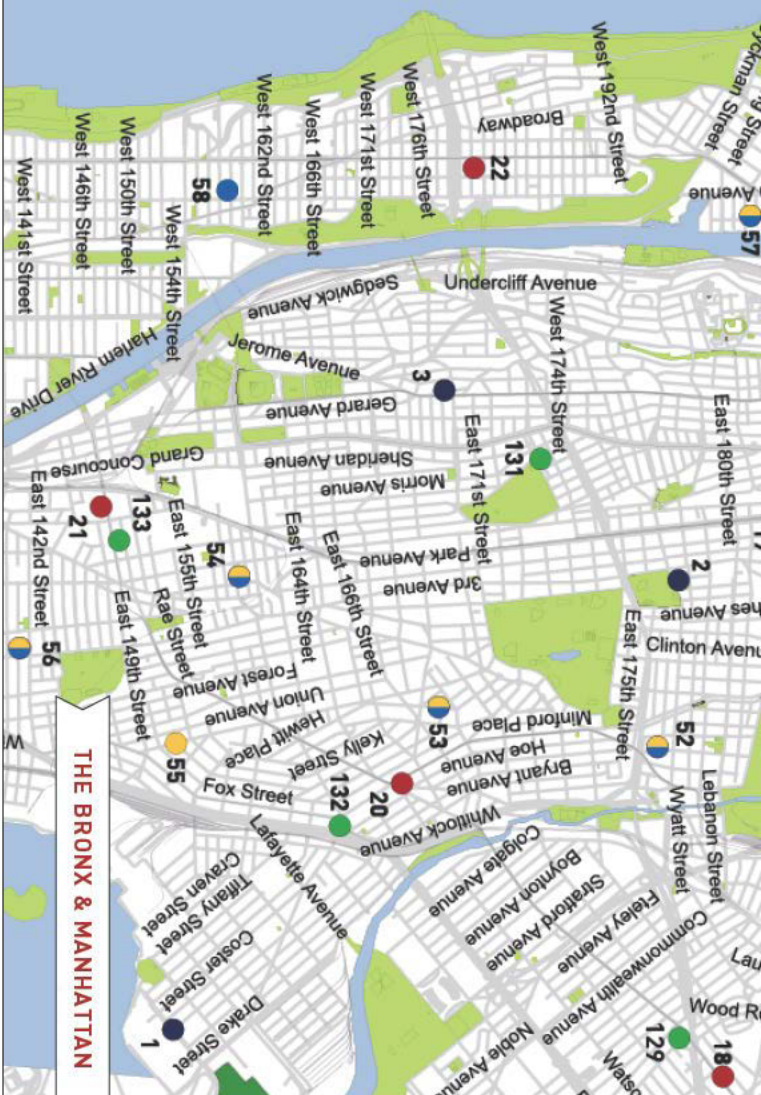 West 192nd Street
Broadway
West 176th Street
West 171st Street
West 166th Street
West 162nd Street
West 154th Street
West 150th Street
West 146th Street
West 141st Street
22
58
57
Avenue
Undercliff Avenue
Sedgwick Avenue
West 174th Street
Jerome Avenue
Harlem River Drive
3
Gerard Avenue
East 180th Street
131
East 171st Street
Sheridan Avenue
Grand Concourse
Morris Avenue
21
133
East 142nd Street
East 155th Street
54
East 164th Street
East 166th Street
Park Avenue
3rd Avenue
2
East 149th Street
Rae Street
56
East 175th Street
Forest Avenue
Union Avenue
Hewitt Place
Kelly Street
53
Minford Place
Hoe Avenue
Bryant Avenue
52
55
Fox Street
132
20
Whitlock Avenue
Lebanon Street
Wyatt Street
Lafayette Avenue
Colgate Avenue
Boynton Avenue
Stratford Avenue
Fteley Avenue
Commonwealth Avenue
Noble Avenue
Craven Street
Tiffany Street
Coster Street
Drake Street
1
129
18
THE BRONX & MANHATTAN